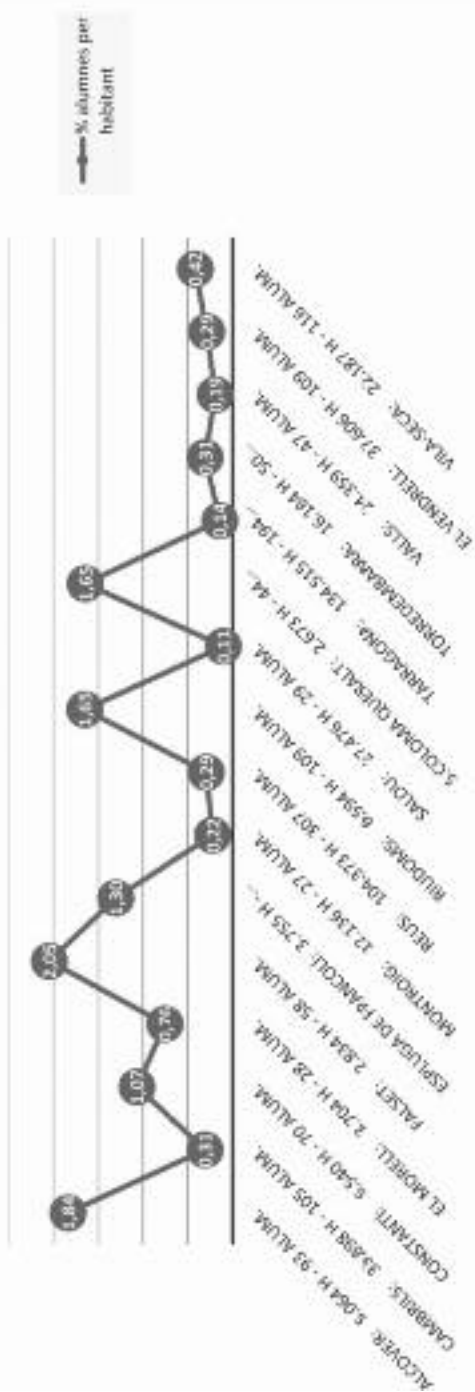 % alumnes per
habitant
1,84
0,31
1,07
0,76
2,05
1,30
0,22
0,29
1,65
0,11
1,65
0,14
0,31
0,19
0,29
0,42
ALCOVER: 5.064 H - 93 ALUM.
CAMBRILS: 33.898 H - 105 ALUM.
CONSTANTÍ: 6.540 H - 70 ALUM.
EL MORELL: 3.704 H - 28 ALUM.
FALSET: 2.834 H - 58 ALUM.
ESPLUGA DE FRANCOLÍ: 3.755 H -...
MONTROIG: 12.136 H - 27 ALUM.
REUS: 104.373 H - 307 ALUM.
RIUDOMS: 6.594 H - 109 ALUM.
SALOU: 27.476 H - 29 ALUM.
S.COLOMA QUERALT: 2.673 H - 44...
TARRAGONA: 134.515 H - 194...
TORREDEMBARRA: 16.184 H - 50...
VALLS: 24.359 H - 47 ALUM.
EL VENDRELL: 37.606 H - 109 ALUM.
VILA-SECA: 22.187 H - 116 ALUM.